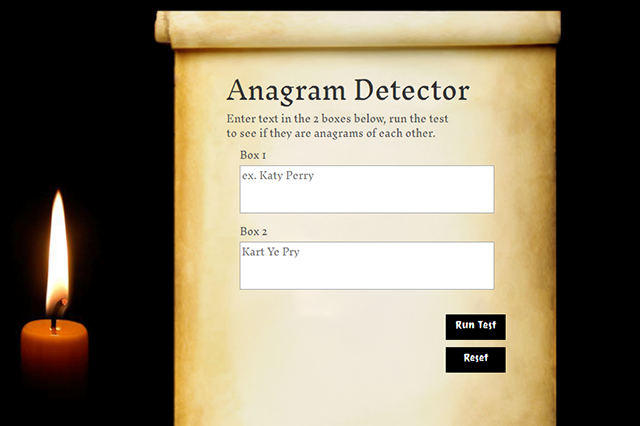 Anagram Detector
Enter text in the 2 boxes below, run the test
to see if they are anagrams of each other.
Box 1
ex. Katy Perry
Box 2
Kart Ye Pry
Run Test
Reset